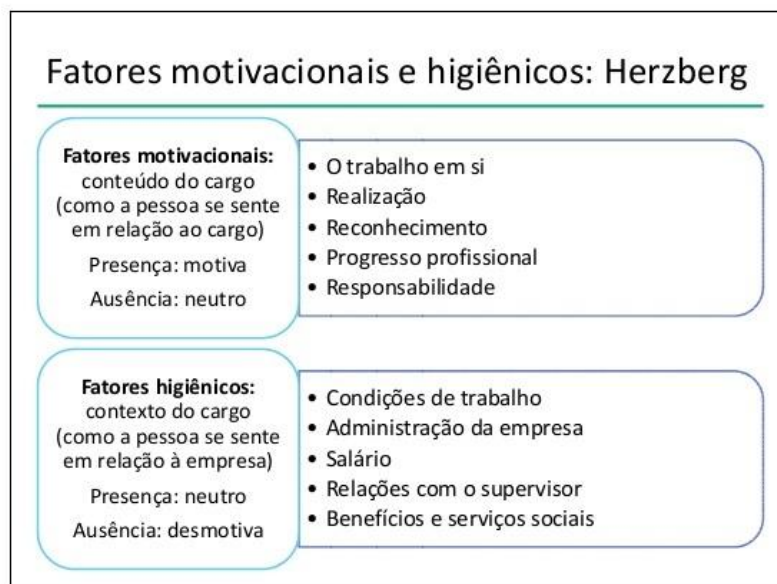 Fatores motivacionais e higiênicos: Herzberg
Fatores motivacionais:
conteúdo do cargo
(como a pessoa se sente
em relação ao cargo)
Presença: motiva
Ausência: neutro
• O trabalho em si
• Realização
• Reconhecimento
• Progresso profissional
• Responsabilidade
Fatores higiênicos:
contexto do cargo
(como a pessoa se sente
em relação à empresa)
Presença: neutro
Ausência: desmotiva
• Condições de trabalho
• Administração da empresa
• Salário
• Relações com o supervisor
• Benefícios e serviços sociais